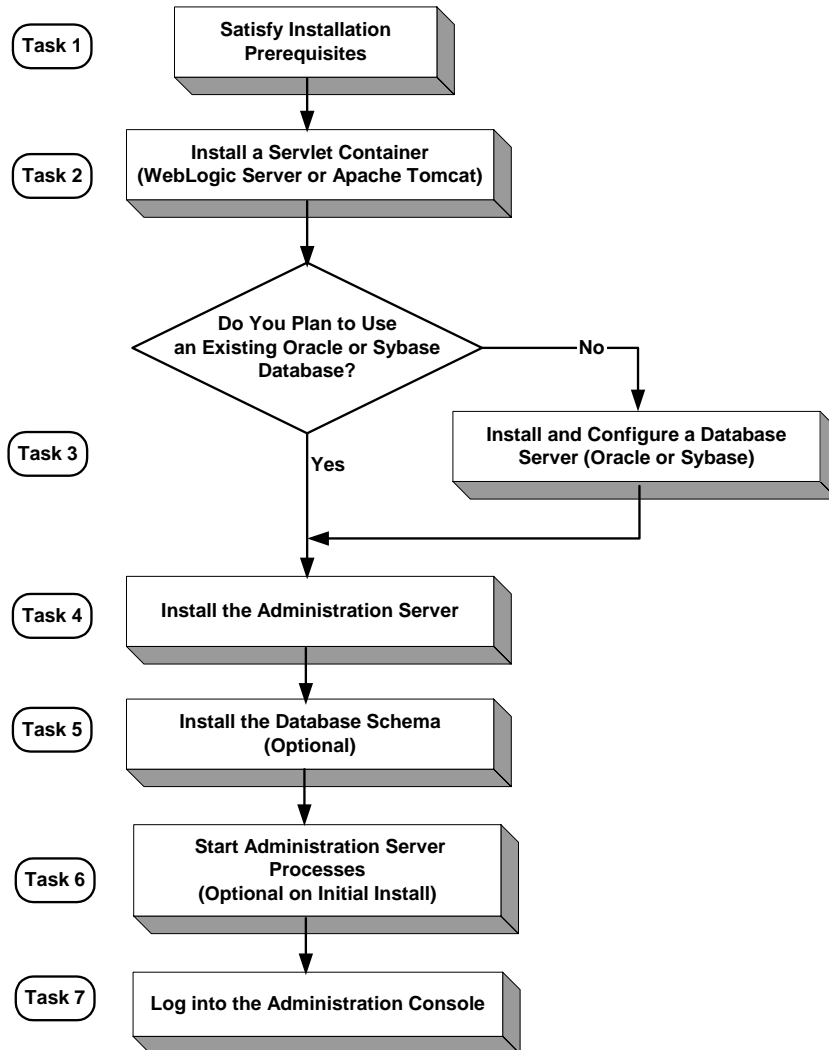 Task 1
Satisfy Installation
Prerequisites
Task 2
Install a Servlet Container
(WebLogic Server or Apache Tomcat)
Do You Plan to Use
an Existing Oracle or Sybase
Database?
No
Task 3
Install and Configure a Database
Server (Oracle or Sybase)
Yes
Task 4
Install the Administration Server
Task 5
Install the Database Schema
(Optional)
Task 6
Start Administration Server
Processes
(Optional on Initial Install)
Task 7
Log into the Administration Console